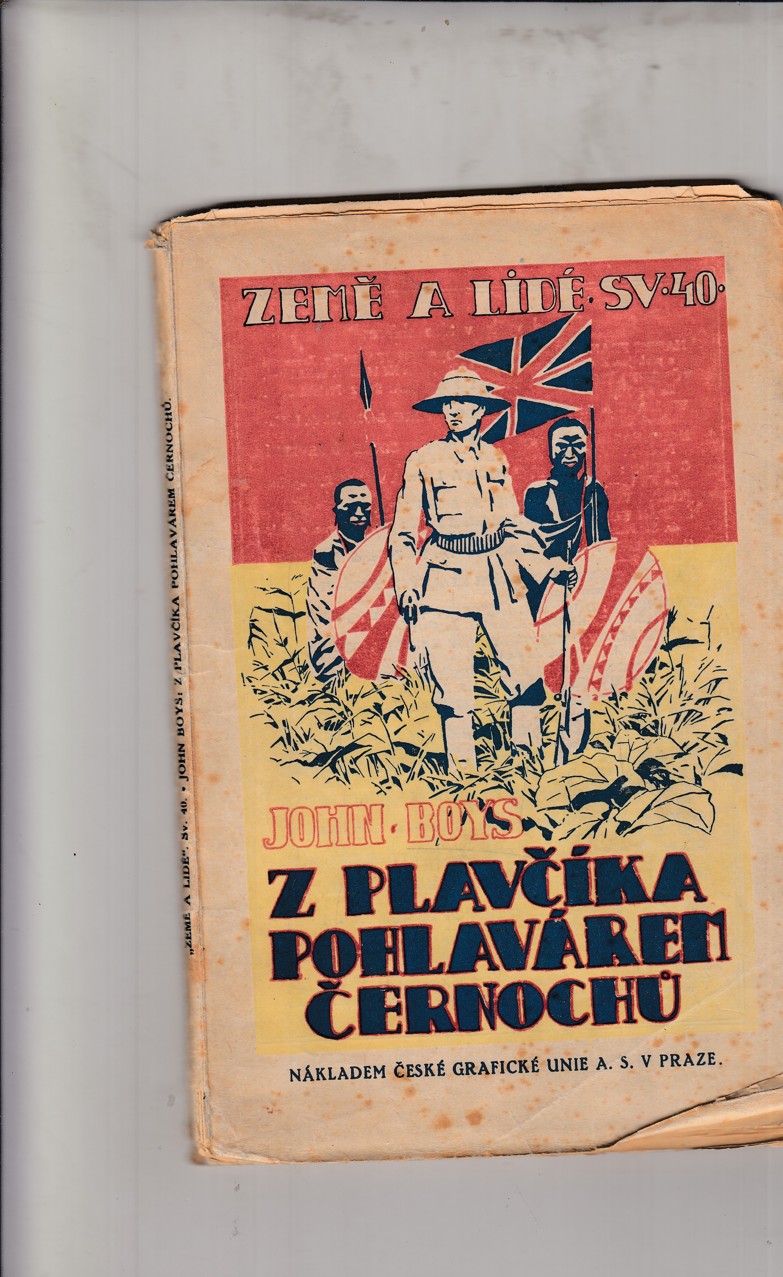 ZEMĚ A LIDÉ · SV · 40 ·
JOHN · BOYS
Z PLAVČÍKA
POHLAVÁREM
ČERNOCHŮ
NÁKLADEM ČESKÉ GRAFICKÉ UNIE A. S. V PRAZE.
„ZEMĚ A LIDÉ“. SV. 40. • JOHN BOYS: Z PLAVČÍKA POHLAVÁREM ČERNOCHŮ.